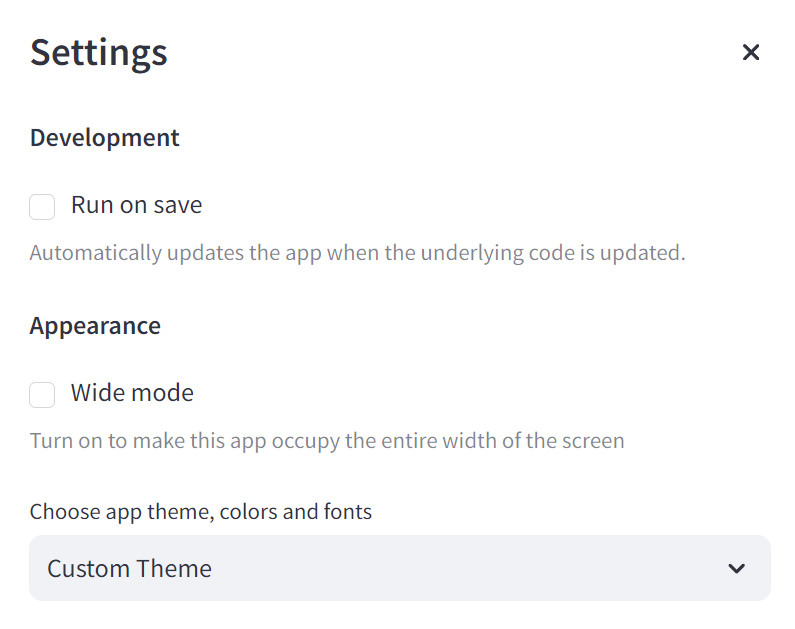 Settings
Development
Run on save
Automatically updates the app when the underlying code is updated.
Appearance
Wide mode
Turn on to make this app occupy the entire width of the screen
Choose app theme, colors and fonts
Custom Theme